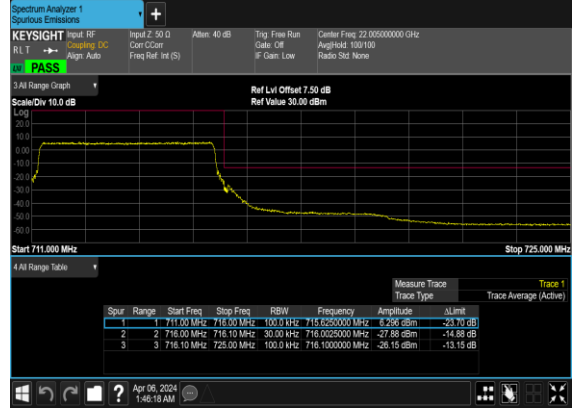 Spectrum Analyzer 1
Spurious Emissions
+
KEYSIGHT Input: RF Input Z: 50 Ω Atten: 40 dB Trig: Free Run Center Freq: 22.005000000 GHz
RLT Coupling: DC Corr CCorr Gate: Off Avg|Hold: 100/100
Align: Auto Freq Ref: Int (S) IF Gain: Low Radio Std: None
LW PASS
3 All Range Graph
Ref Lvl Offset 7.50 dB
Scale/Div 10.0 dB Ref Value 30.00 dBm
Log
20.0
10.0
0.00
-10.0
-20.0
-30.0
-40.0
-50.0
-60.0
Start 711.000 MHz Stop 725.000 MHz
4 All Range Table
Measure Trace Trace 1
Trace Type Trace Average (Active)
Spur Range Start Freq Stop Freq RBW Frequency Amplitude ΔLimit
1 1 711.00 MHz 716.00 MHz 100.0 kHz 715.6250000 MHz 6.296 dBm -23.70 dB
2 2 716.00 MHz 716.10 MHz 30.00 kHz 716.0025000 MHz -27.88 dBm -14.88 dB
3 3 716.10 MHz 725.00 MHz 100.0 kHz 716.1000000 MHz -26.15 dBm -13.15 dB
? Apr 06, 2024
1:46:18 AM